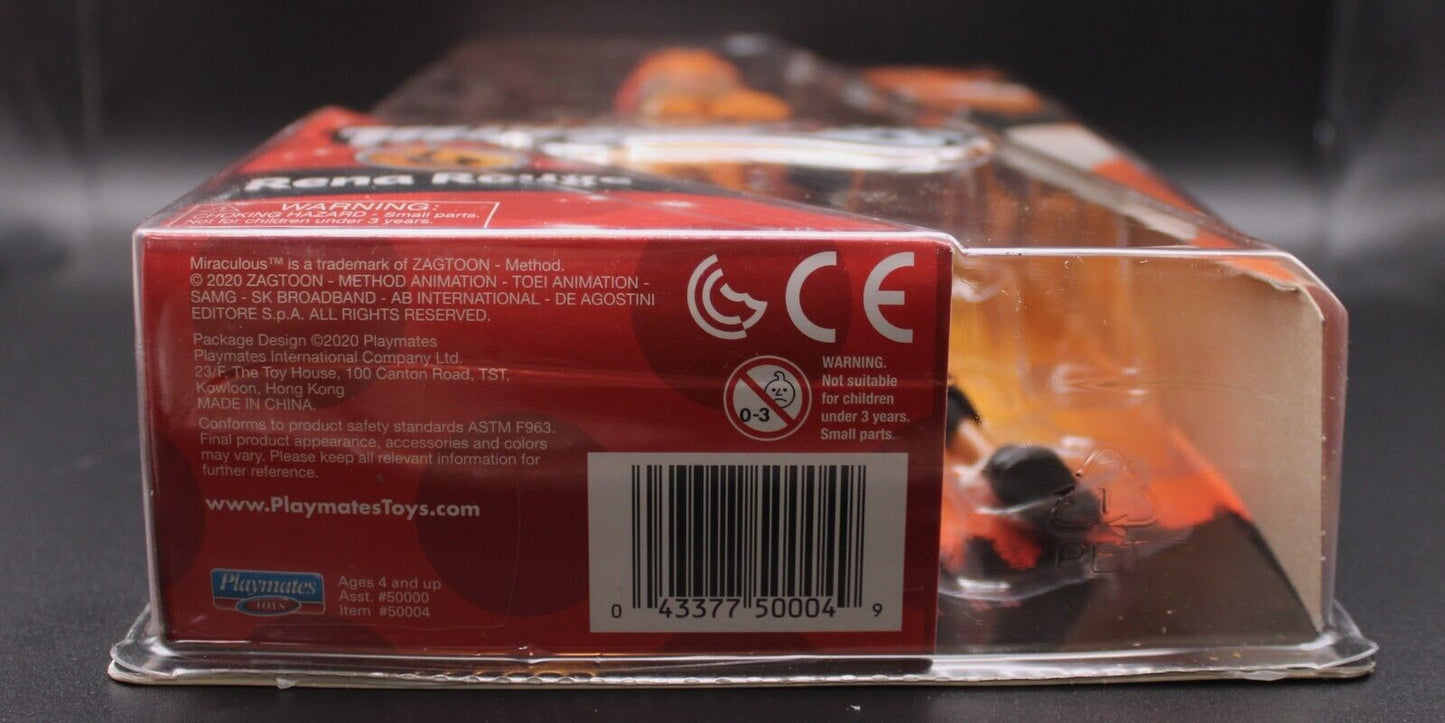 Rena Rouge
WARNING:
CHOKING HAZARD - Small parts.
Not for children under 3 years.
Miraculous™ is a trademark of ZAGTOON - Method.
© 2020 ZAGTOON - METHOD ANIMATION - TOEI ANIMATION -
SAMG - SK BROADBAND - AB INTERNATIONAL - DE AGOSTINI
EDITORE S.p.A. ALL RIGHTS RESERVED.
Package Design ©2020 Playmates
Playmates International Company Ltd.
23/F, The Toy House, 100 Canton Road, TST,
Kowloon, Hong Kong
MADE IN CHINA.
Conforms to product safety standards ASTM F963.
Final product appearance, accessories and colors
may vary. Please keep all relevant information for
further reference.
www.PlaymatesToys.com
Playmates
TOYS
Ages 4 and up
Asst. #50000
Item #50004
CE
0-3
WARNING.
Not suitable
for children
under 3 years.
Small parts.
0 43377 50004 9
1
PET